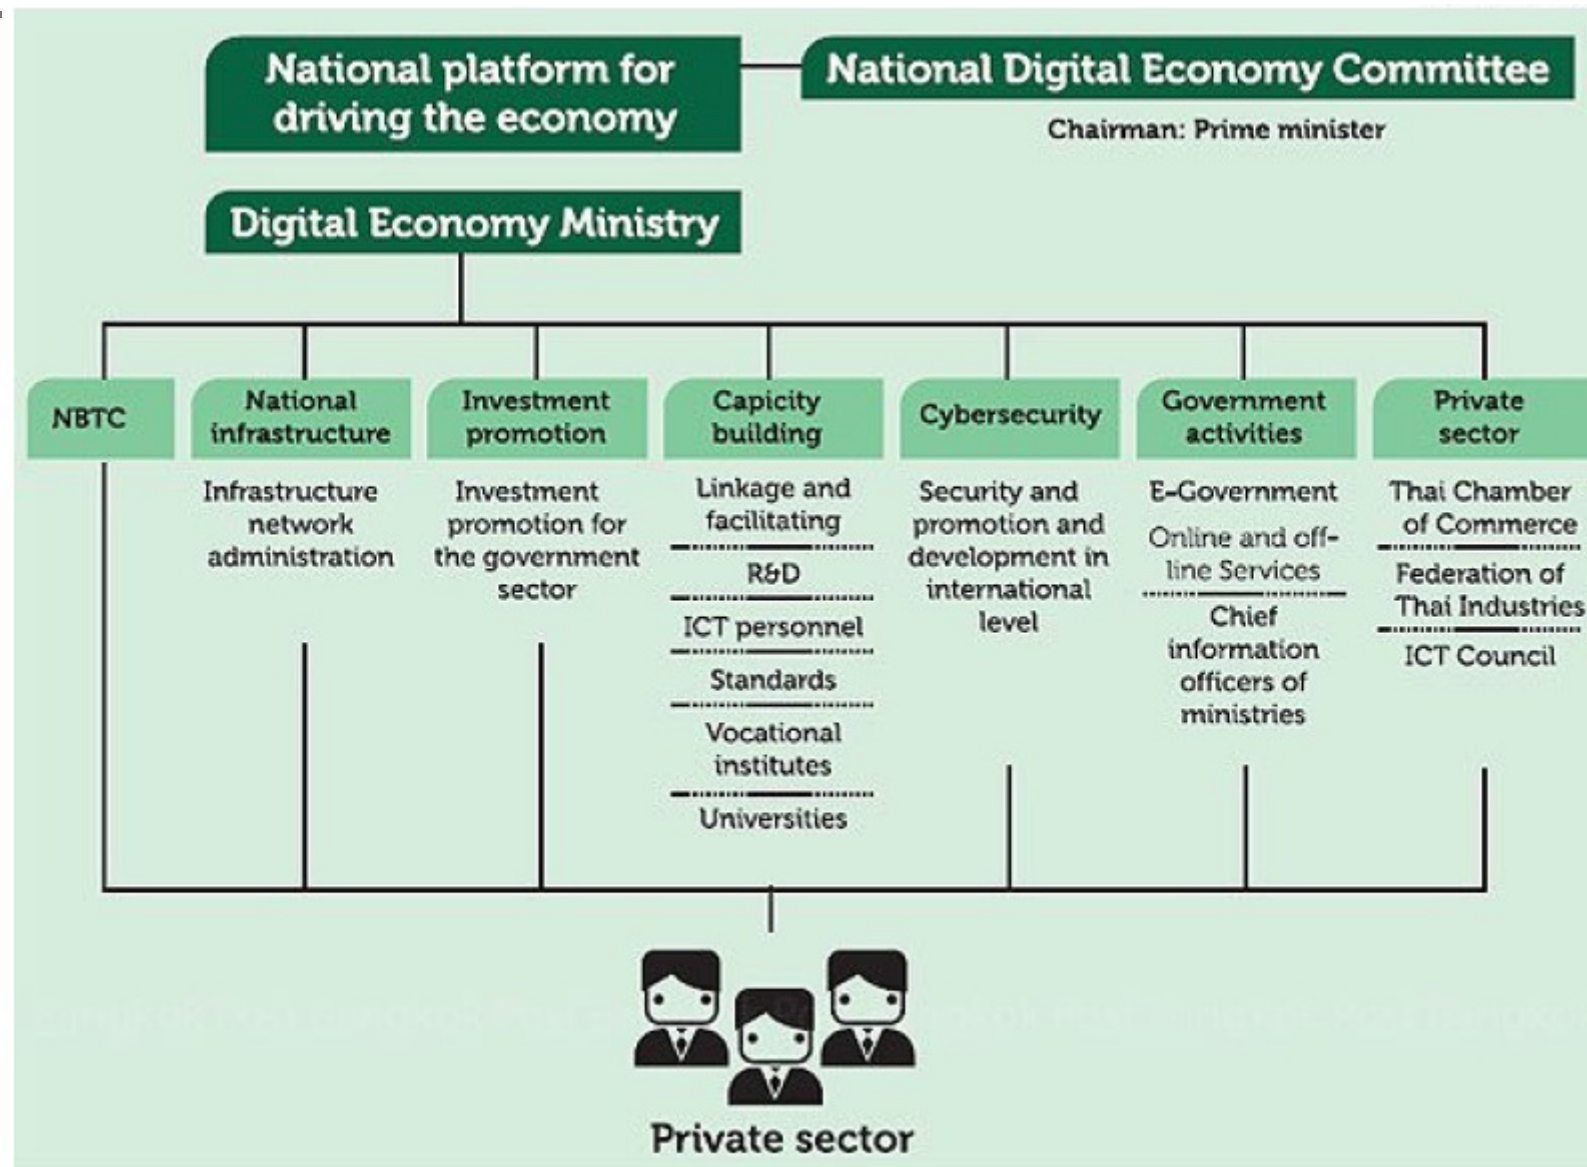 National platform for
driving the economy
National Digital Economy Committee
Chairman: Prime minister
Digital Economy Ministry
NBTC
National
infrastructure
Infrastructure
network
administration
Investment
promotion
Investment
promotion for
the government
sector
Capicity
building
Linkage and
facilitating
R&D
ICT personnel
Standards
Vocational
institutes
Universities
Cybersecurity
Security and
promotion and
development in
international
level
Government
activities
E-Government
Online and off-
line Services
Chief
information
officers of
ministries
Private
sector
Thai Chamber
of Commerce
Federation of
Thai Industries
ICT Council
Private sector